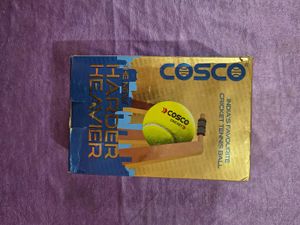 COSCO
INDIA'S FAVOURITE
CRICKET TENNIS BALL
HARDER
HEAVIER
COSCO